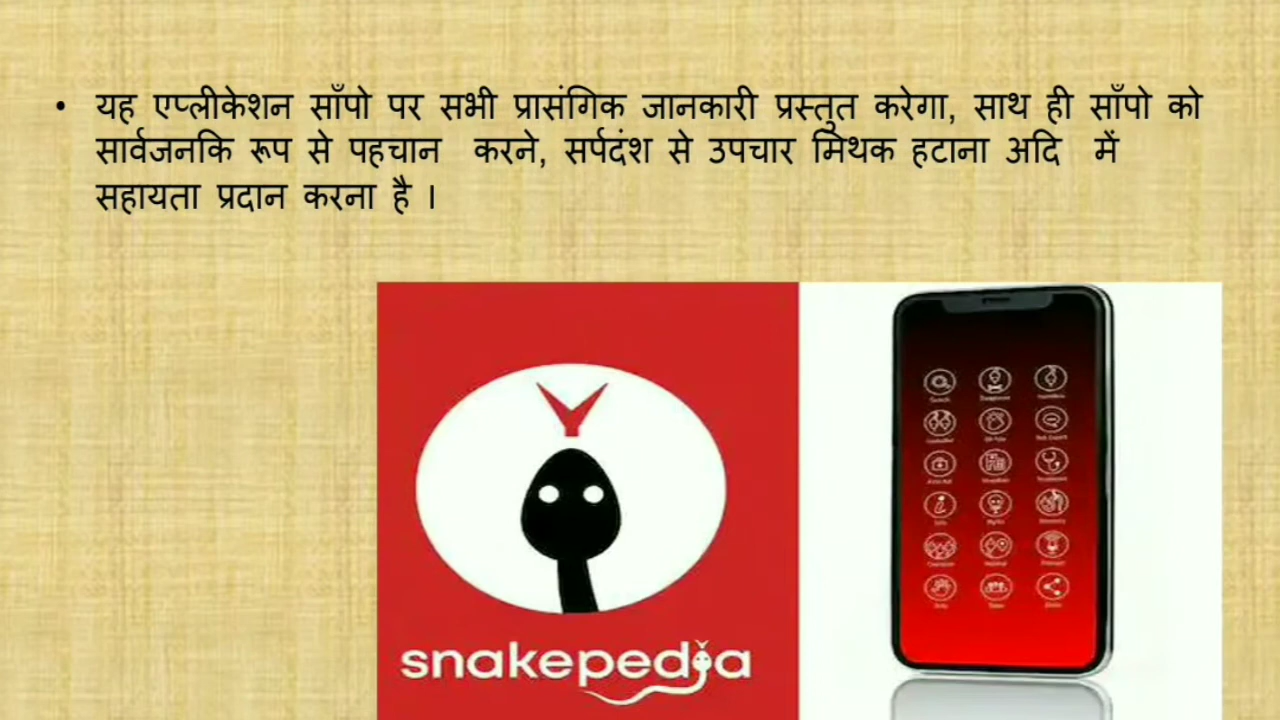 • यह एप्लीकेशन साँपो पर सभी प्रासंगिक जानकारी प्रस्तुत करेगा, साथ ही साँपो को
सार्वजनकि रूप से पहचान करने, सर्पदंश से उपचार मिथक हटाना अदि में
सहायता प्रदान करना है ।
snakepedia